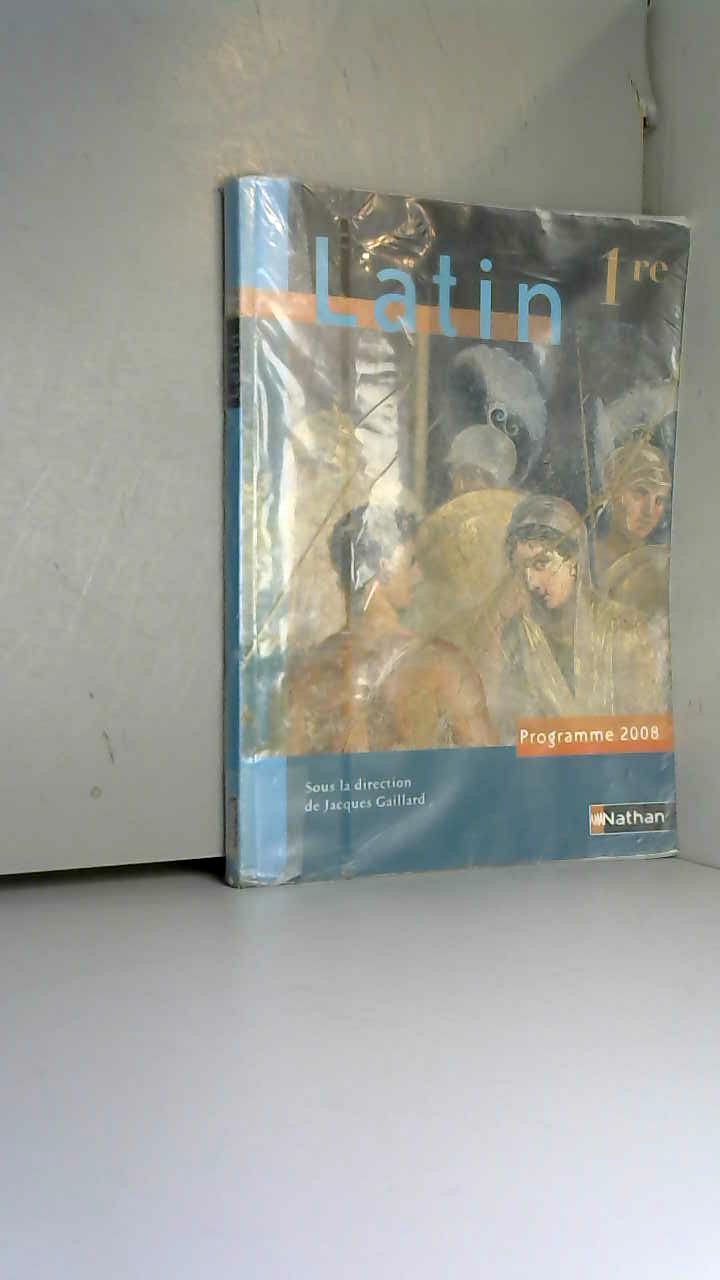 Latin 1re
Programme 2008
Sous la direction
de Jacques Gaillard
Nathan